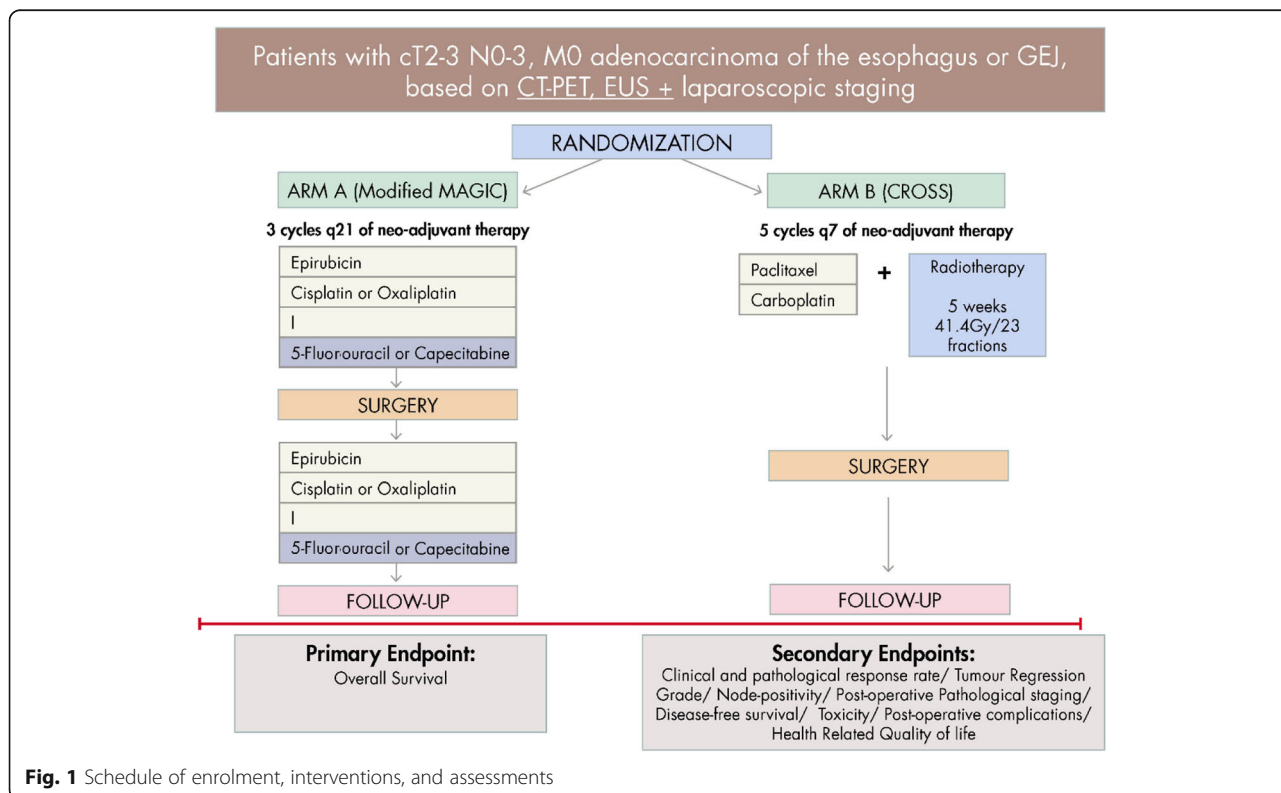 Patients with cT2-3 N0-3, M0 adenocarcinoma of the esophagus or GEJ,
based on CT-PET, EUS + laparoscopic staging
RANDOMIZATION
ARM A (Modified MAGIC)
3 cycles q21 of neo-adjuvant therapy
Epirubicin
Cisplatin or Oxaliplatin
I
5-Fluor-ouracil or Capecitabine
SURGERY
Epirubicin
Cisplatin or Oxaliplatin
I
5-Fluor-ouracil or Capecitabine
FOLLOW-UP
ARM B (CROSS)
5 cycles q7 of neo-adjuvant therapy
Paclitaxel
Carboplatin
+
Radiotherapy
5 weeks
41.4Gy/23
fractions
SURGERY
FOLLOW-UP
Primary Endpoint:
Overall Survival
Secondary Endpoints:
Clinical and pathological response rate/ Tumour Regression
Grade/ Node-positivity/ Post-operative Pathological staging/
Disease-free survival/ Toxicity/ Post-operative complications/
Health Related Quality of life
Fig. 1 Schedule of enrolment, interventions, and assessments